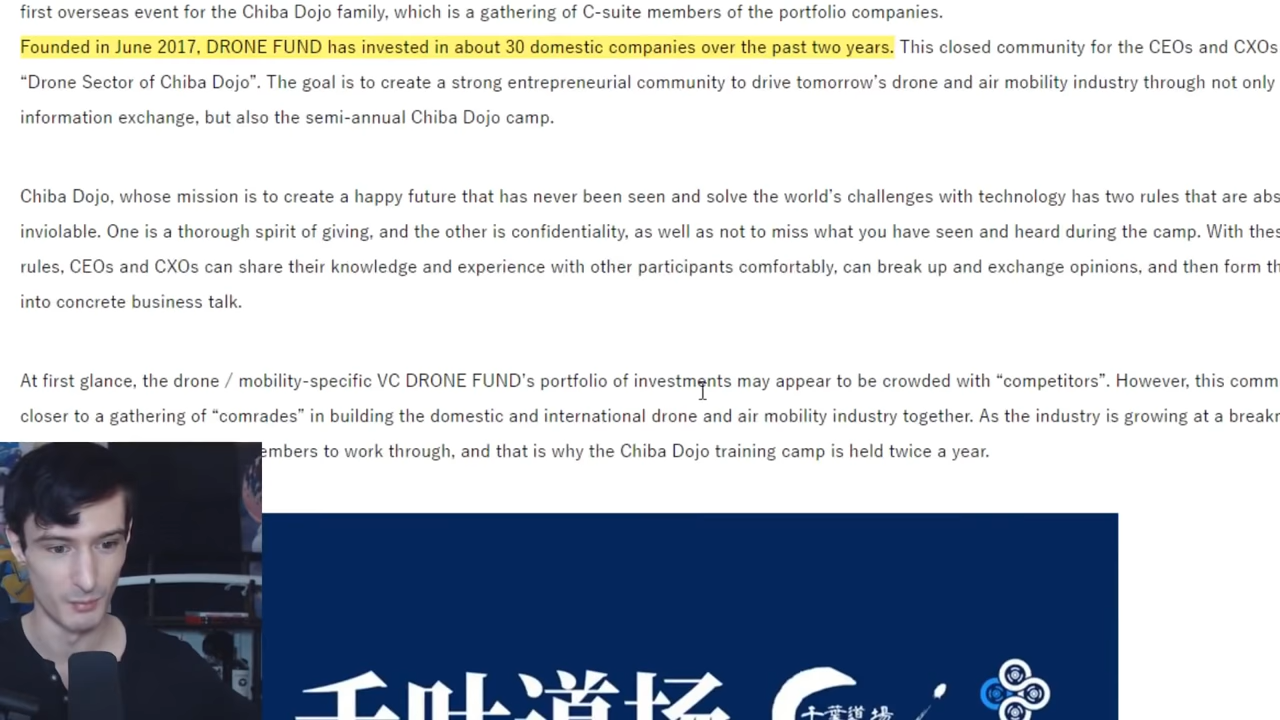 first overseas event for the Chiba Dojo family, which is a gathering of C-suite members of the portfolio companies.
Founded in June 2017, DRONE FUND has invested in about 30 domestic companies over the past two years. This closed community for the CEOs and CXOs
“Drone Sector of Chiba Dojo”. The goal is to create a strong entrepreneurial community to drive tomorrow’s drone and air mobility industry through not only
information exchange, but also the semi-annual Chiba Dojo camp.
Chiba Dojo, whose mission is to create a happy future that has never been seen and solve the world’s challenges with technology has two rules that are abs
inviolable. One is a thorough spirit of giving, and the other is confidentiality, as well as not to miss what you have seen and heard during the camp. With thes
rules, CEOs and CXOs can share their knowledge and experience with other participants comfortably, can break up and exchange opinions, and then form th
into concrete business talk.
At first glance, the drone / mobility-specific VC DRONE FUND’s portfolio of investments may appear to be crowded with “competitors”. However, this comm
closer to a gathering of “comrades” in building the domestic and international drone and air mobility industry together. As the industry is growing at a breakn
embers to work through, and that is why the Chiba Dojo training camp is held twice a year.
千葉道場
千葉道場